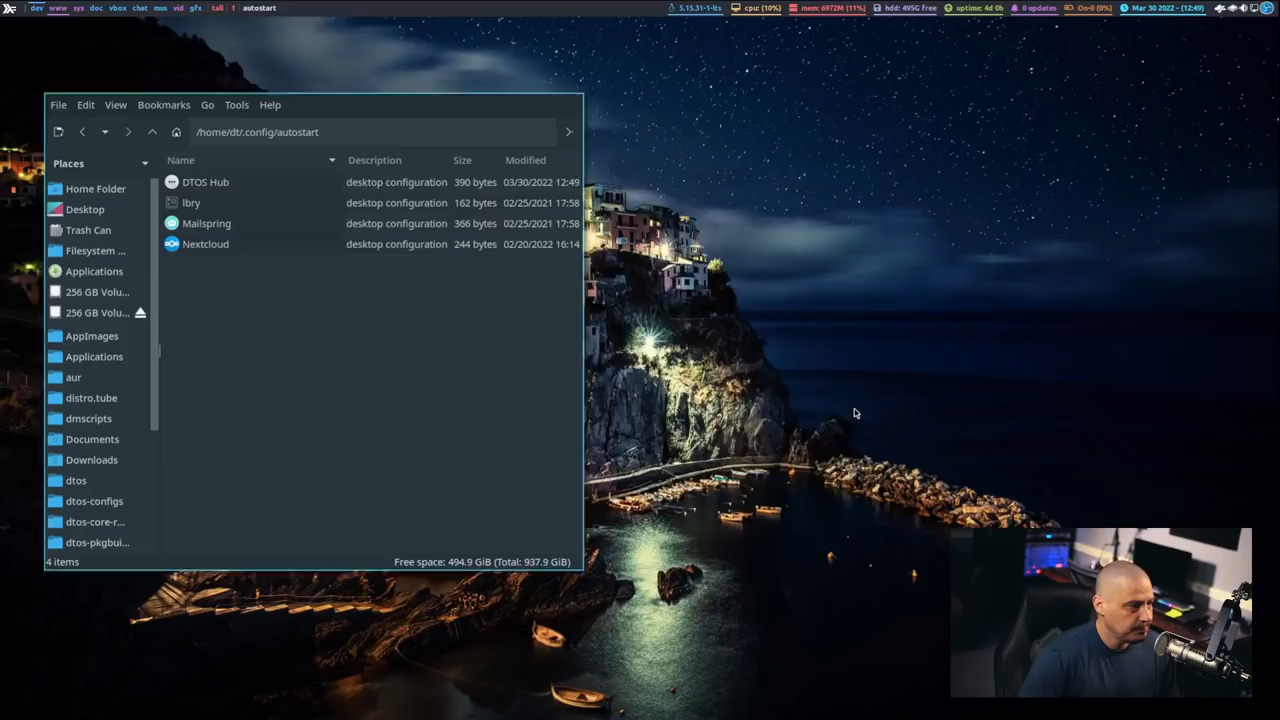 dev www sys doc vbox chat mus vid gfx | tall | 1 | autostart
5.15.31-1-lts cpu: (10%) mem: 6972M (11%) hdd: 495G free uptime: 4d 0h 0 updates On-0 (0%) Mar 30 2022 - (12:49)
File Edit View Bookmarks Go Tools Help
/home/dt/.config/autostart
Places
Home Folder
Desktop
Trash Can
Filesystem ...
Applications
256 GB Volu...
256 GB Volu...
AppImages
Applications
aur
distro.tube
dmscripts
Documents
Downloads
dtos
dtos-configs
dtos-core-r...
dtos-pkgbui...
Name Description Size Modified
DTOS Hub desktop configuration 390 bytes 03/30/2022 12:49
lbry desktop configuration 162 bytes 02/25/2021 17:58
Mailspring desktop configuration 366 bytes 02/25/2021 17:58
Nextcloud desktop configuration 244 bytes 02/20/2022 16:14
4 items Free space: 494.9 GiB (Total: 937.9 GiB)